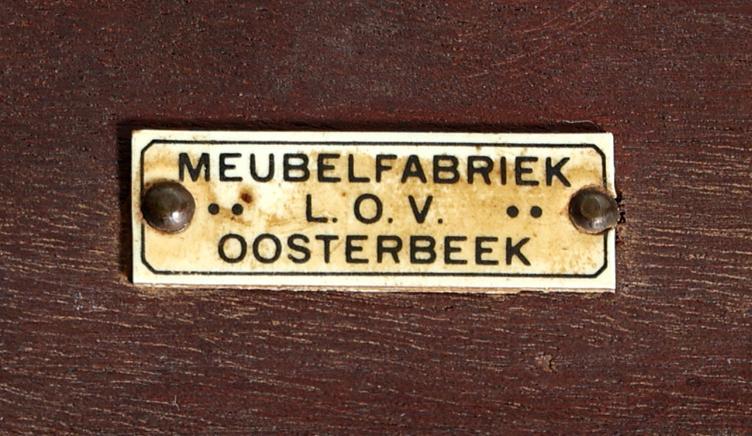 MEUBELFABRIEK
•• L. O. V. ••
OOSTERBEEK